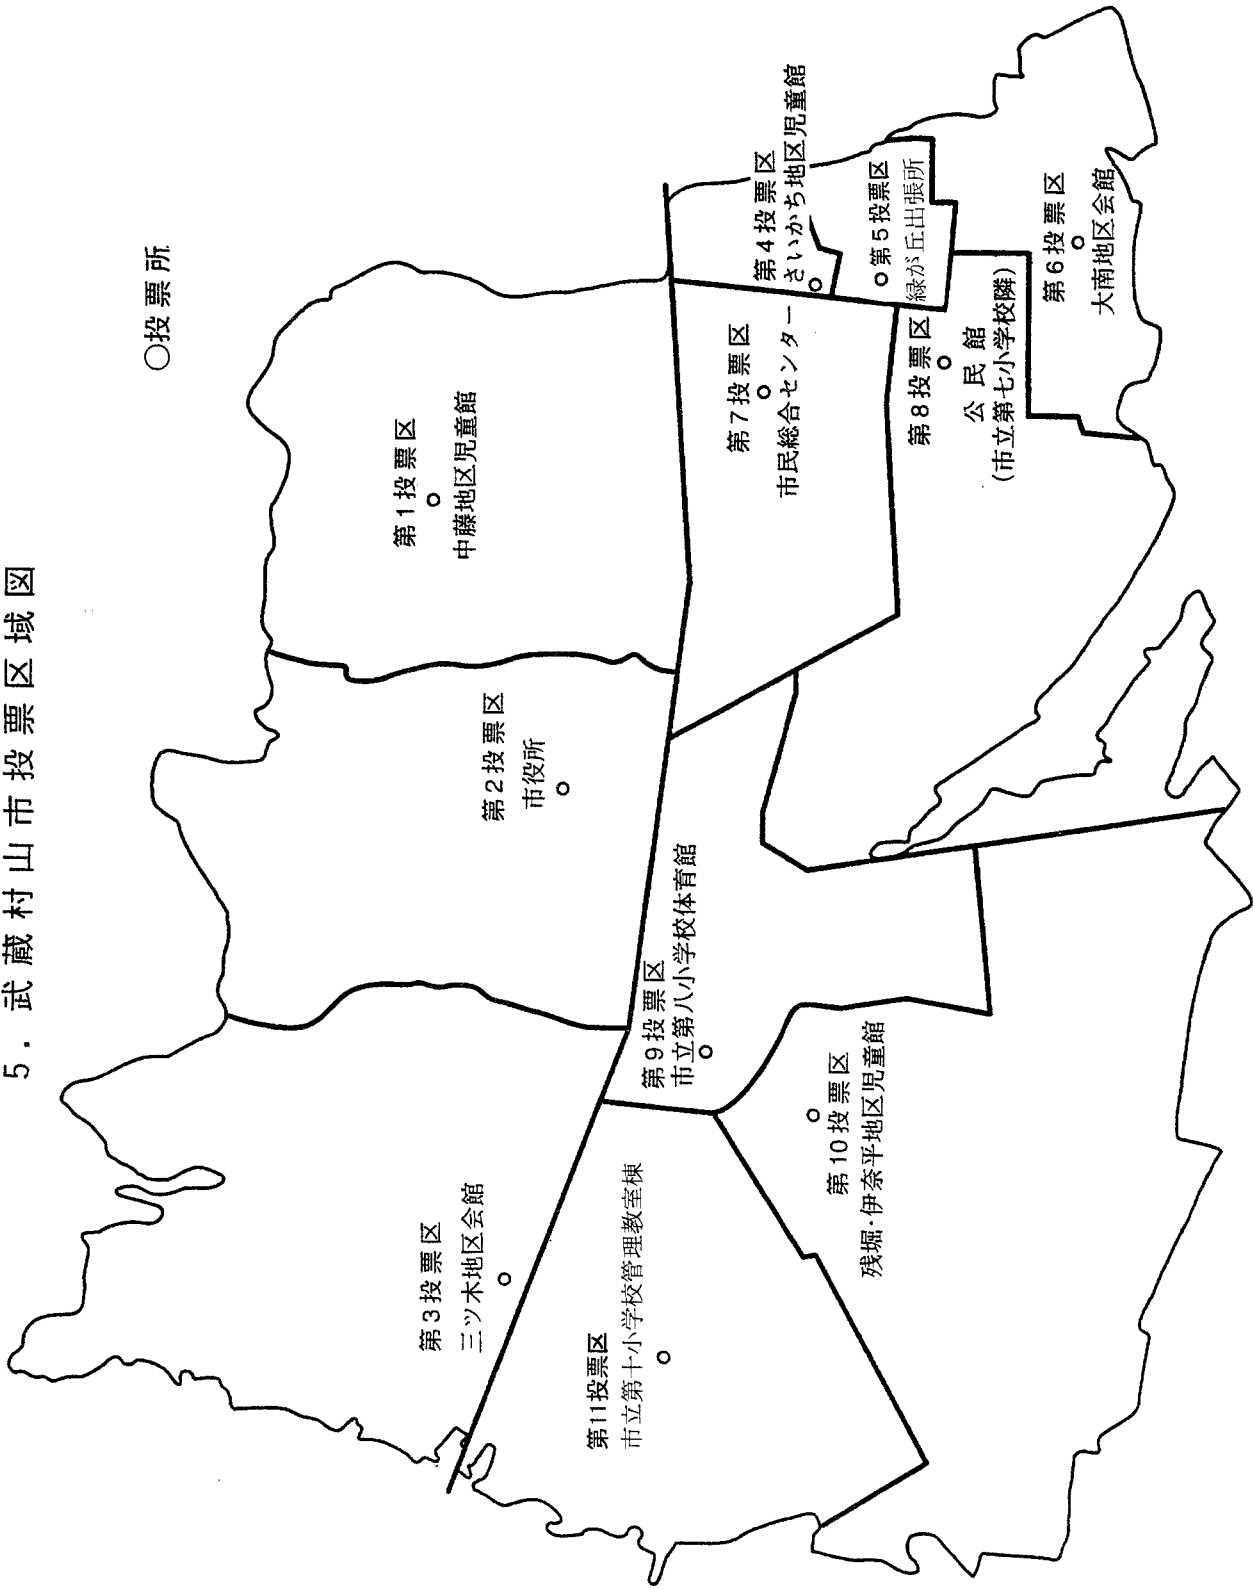 5．武蔵村山市投票区域図
○投票所
第1投票区
中藤地区児童館
第2投票区
市役所
第3投票区
三ツ木地区会館
第4投票区
さいかち地区児童館
第5投票区
緑が丘出張所
第6投票区
大南地区会館
第7投票区
市民総合センター
第8投票区
公民館
(市立第七小学校隣)
第9投票区
市立第八小学校体育館
第10投票区
残堀・伊奈平地区児童館
第11投票区
市立第十小学校管理教室棟